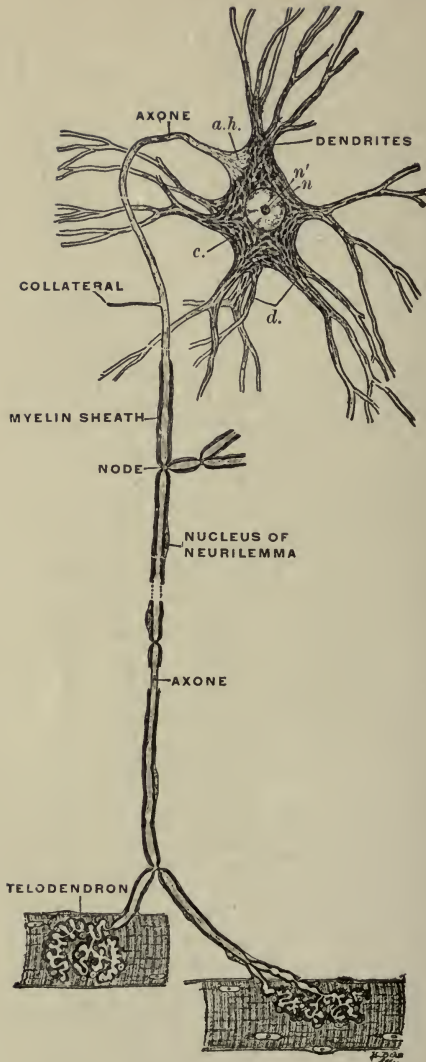 AXONE
a.h.
DENDRITES
n'
n
c.
COLLATERAL
d.
MYELIN SHEATH
NODE
NUCLEUS OF
NEURILEMMA
AXONE
TELODENDRON